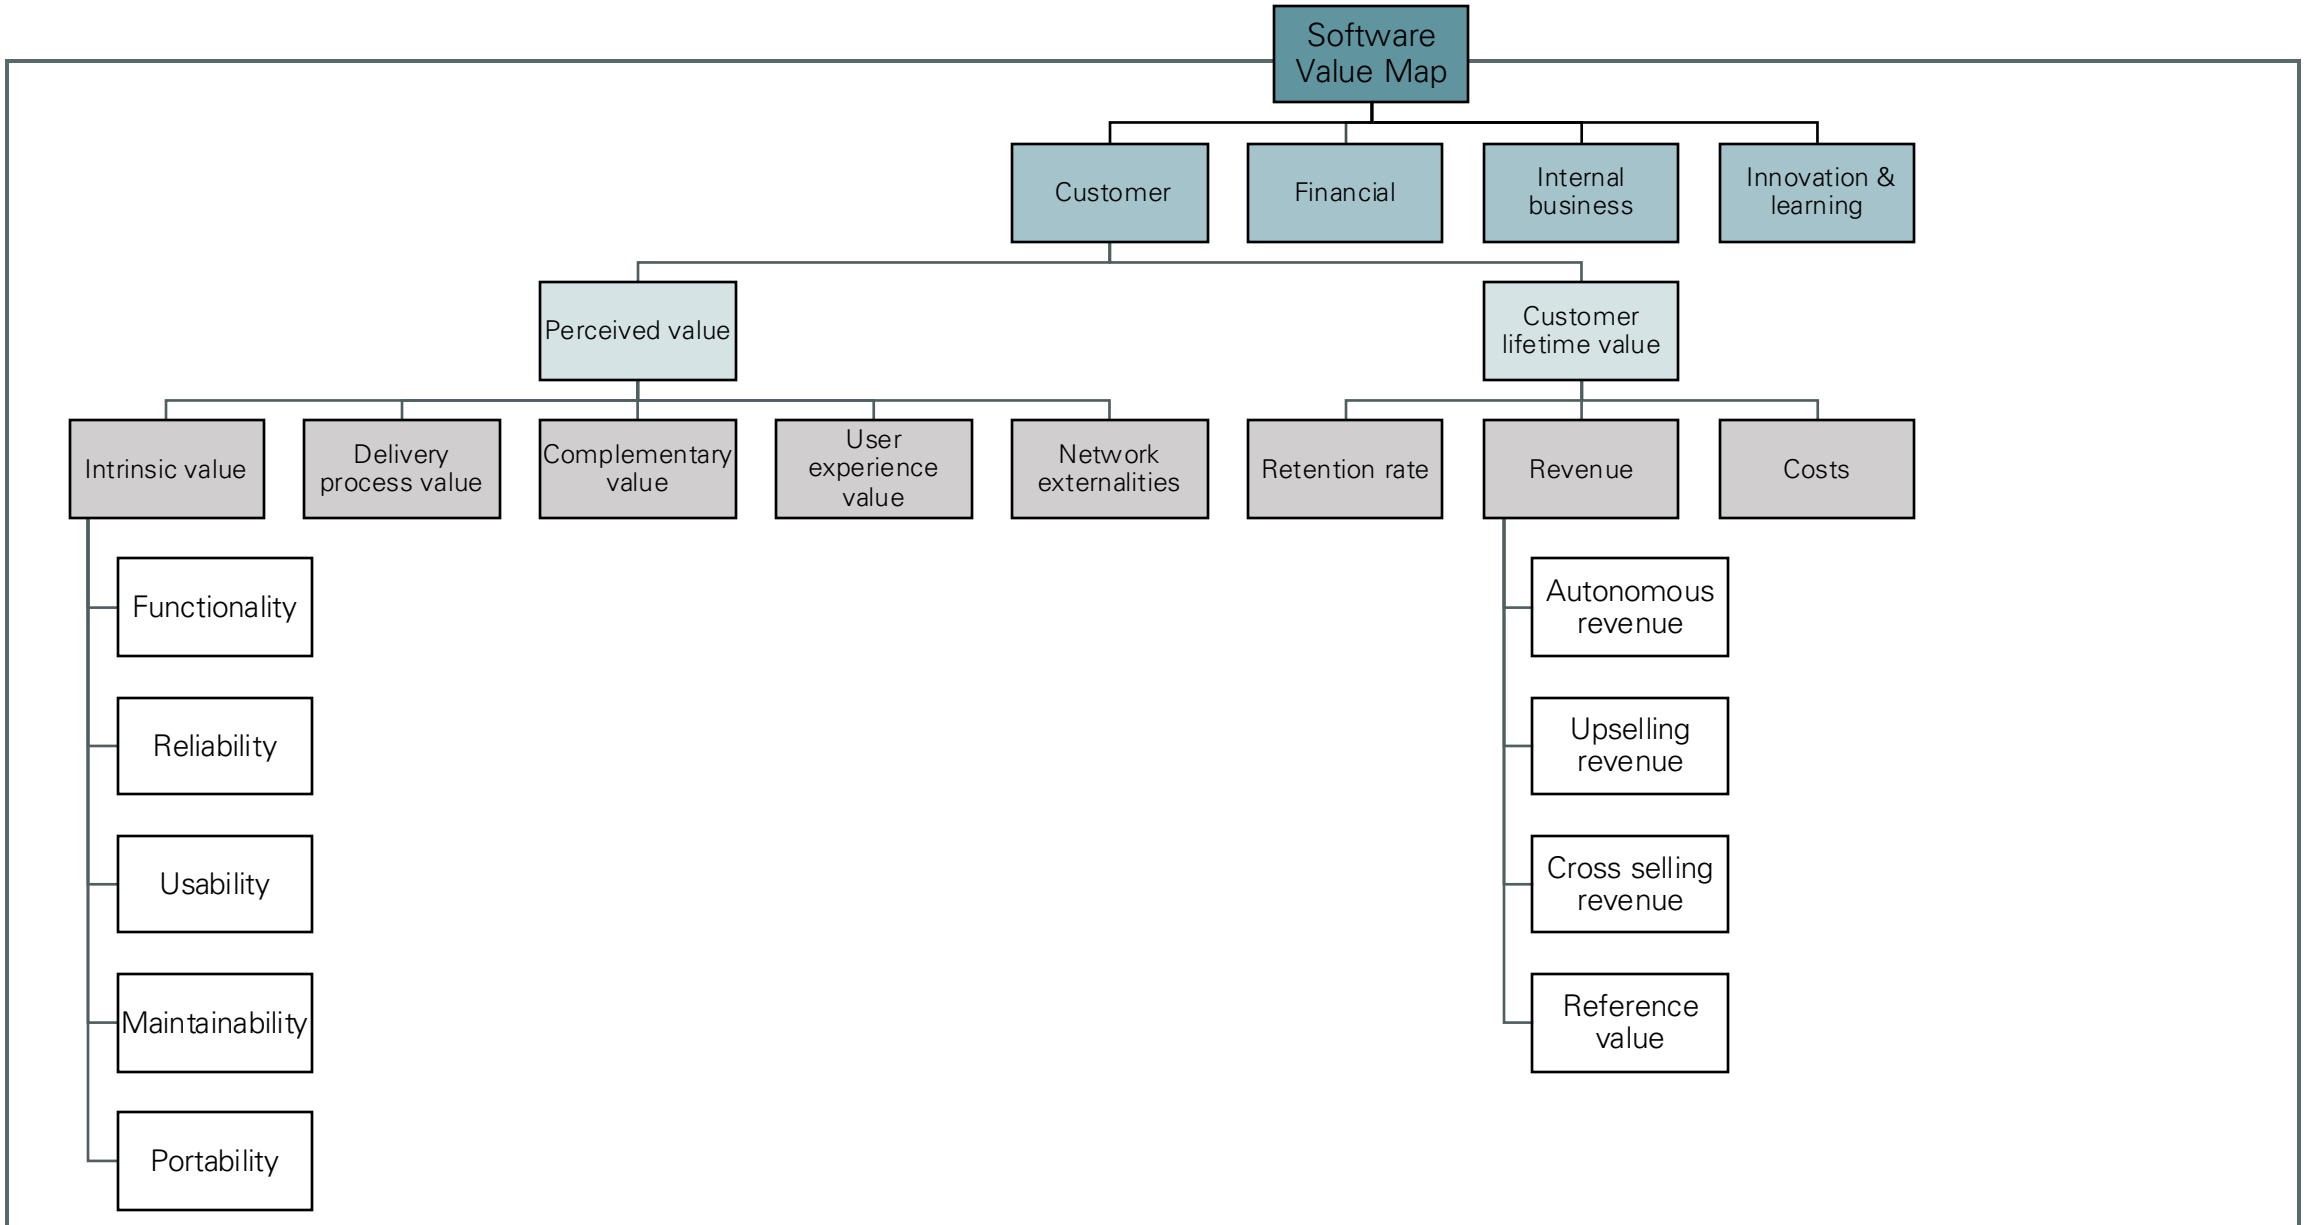 Software
Value Map
Customer
Financial
Internal
business
Innovation &
learning
Perceived value
Customer
lifetime value
Intrinsic value
Delivery
process value
Complementary
value
User
experience
value
Network
externalities
Retention rate
Revenue
Costs
Functionality
Reliability
Usability
Maintainability
Portability
Autonomous
revenue
Upselling
revenue
Cross selling
revenue
Reference
value